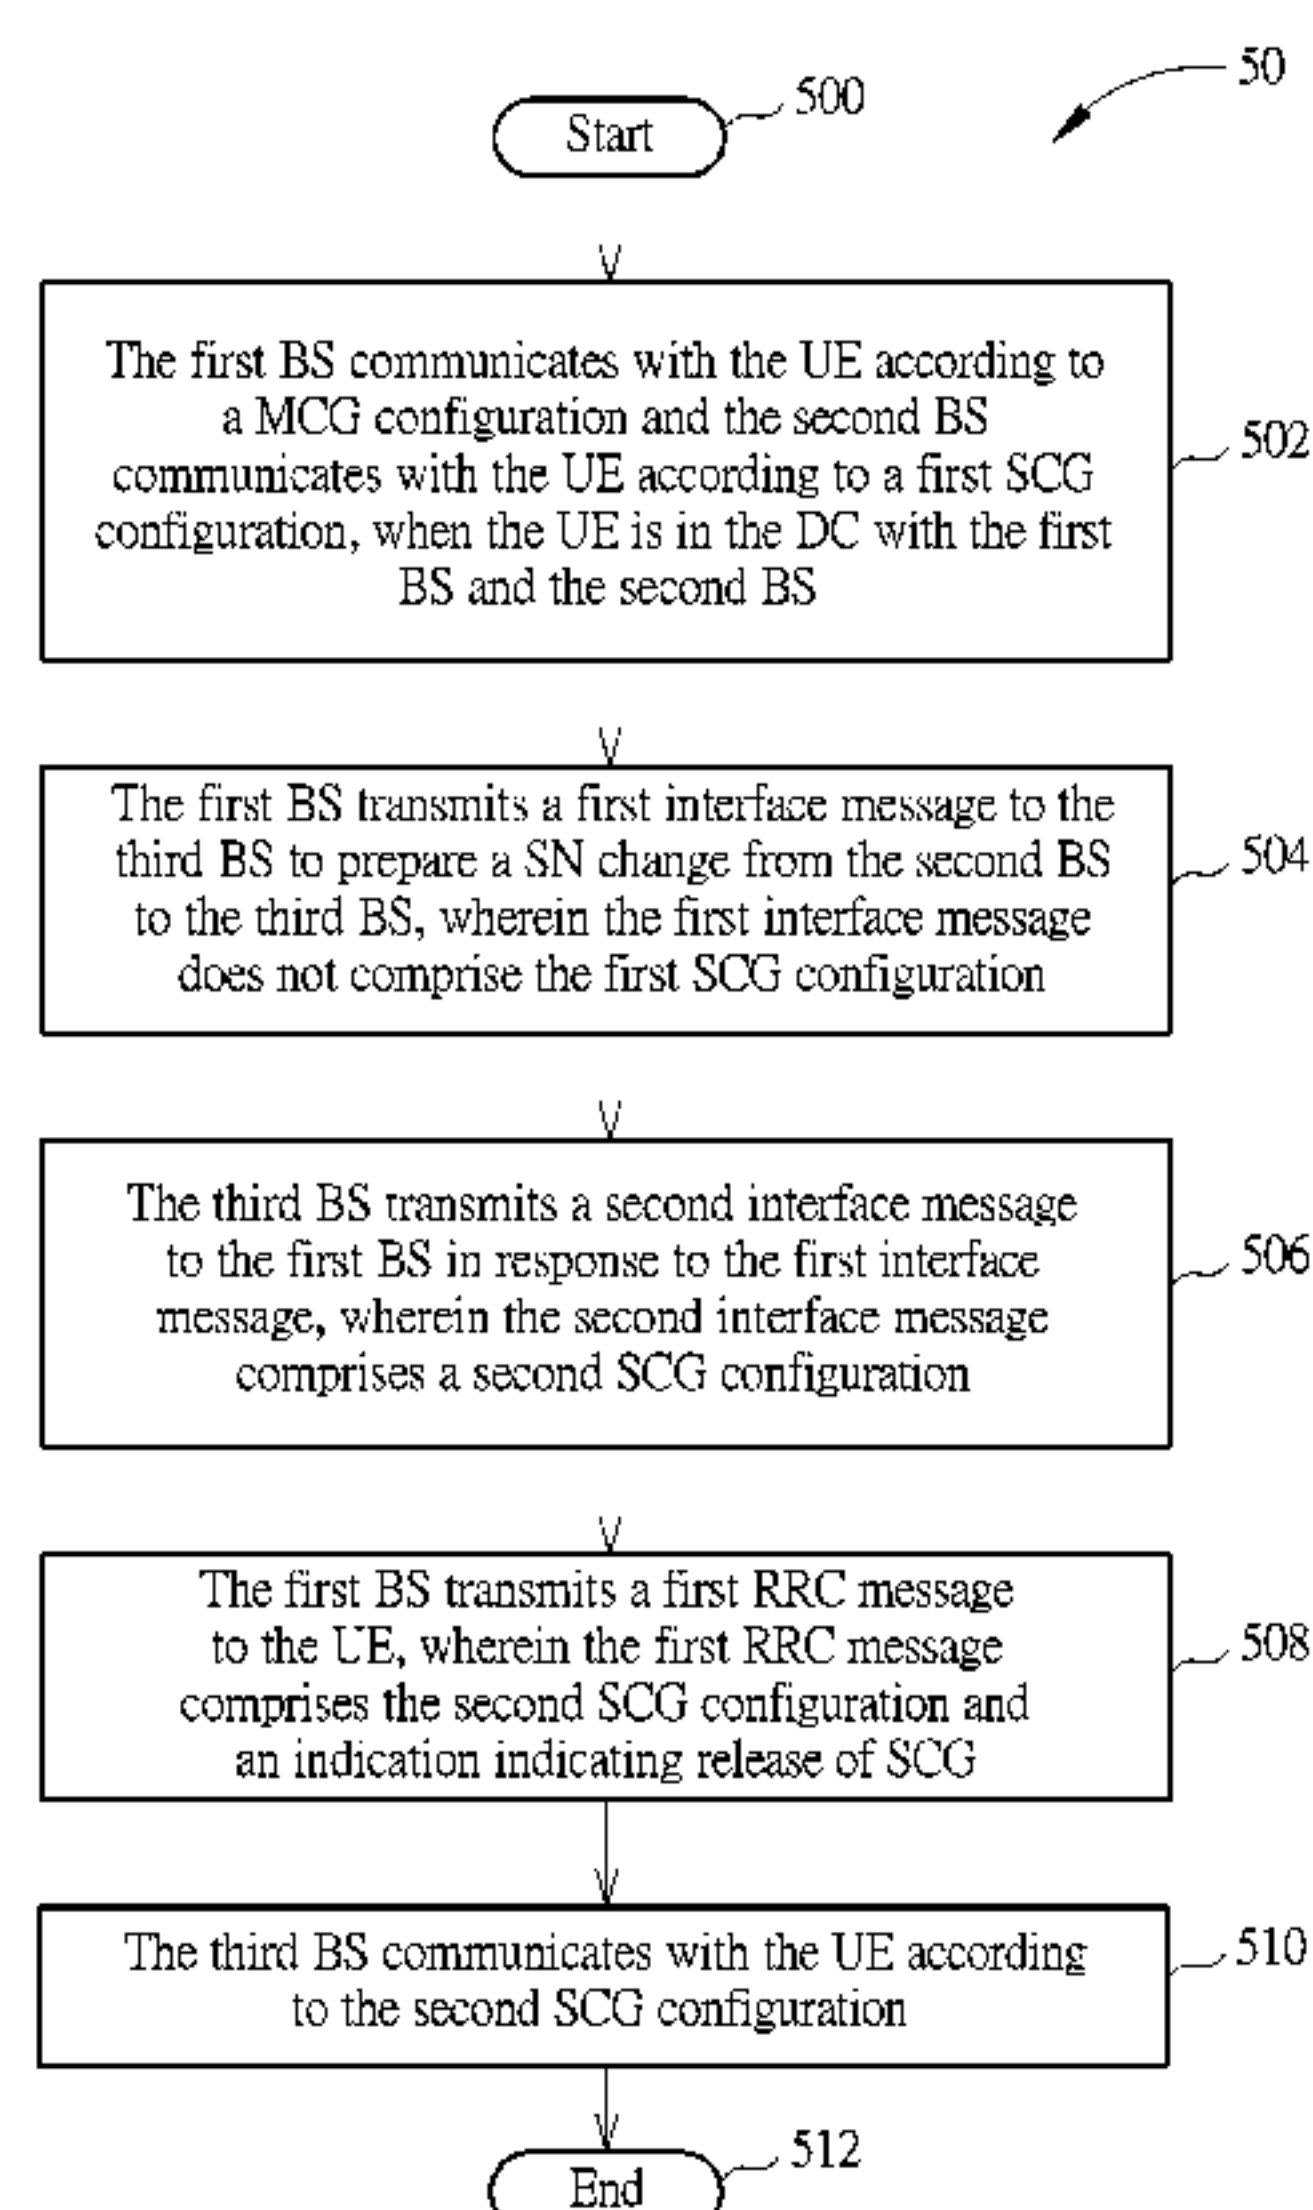 50
500
Start
The first BS communicates with the UE according to
a MCG configuration and the second BS
communicates with the UE according to a first SCG
configuration, when the UE is in the DC with the first
BS and the second BS
502
The first BS transmits a first interface message to the
third BS to prepare a SN change from the second BS
to the third BS, wherein the first interface message
does not comprise the first SCG configuration
504
The third BS transmits a second interface message
to the first BS in response to the first interface
message, wherein the second interface message
comprises a second SCG configuration
506
The first BS transmits a first RRC message
to the UE, wherein the first RRC message
comprises the second SCG configuration and
an indication indicating release of SCG
508
The third BS communicates with the UE according
to the second SCG configuration
510
512
End